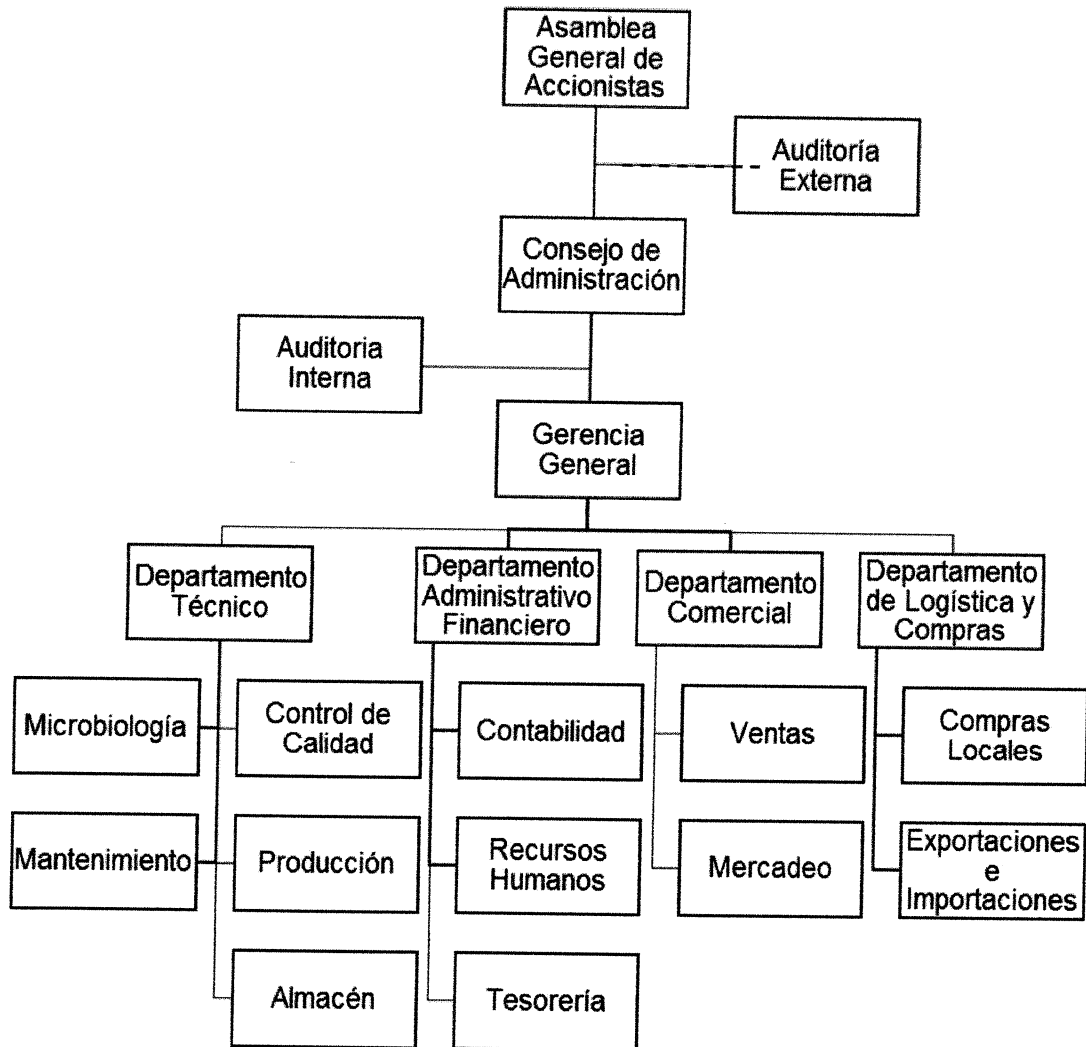 Asamblea
General de
Accionistas
Auditoría
Externa
Consejo de
Administración
Auditoria
Interna
Gerencia
General
Departamento
Técnico
Departamento
Administrativo
Financiero
Departamento
Comercial
Departamento
de Logística y
Compras
Microbiología
Control de
Calidad
Contabilidad
Ventas
Compras
Locales
Mantenimiento
Producción
Recursos
Humanos
Mercadeo
Exportaciones
e
Importaciones
Almacén
Tesorería